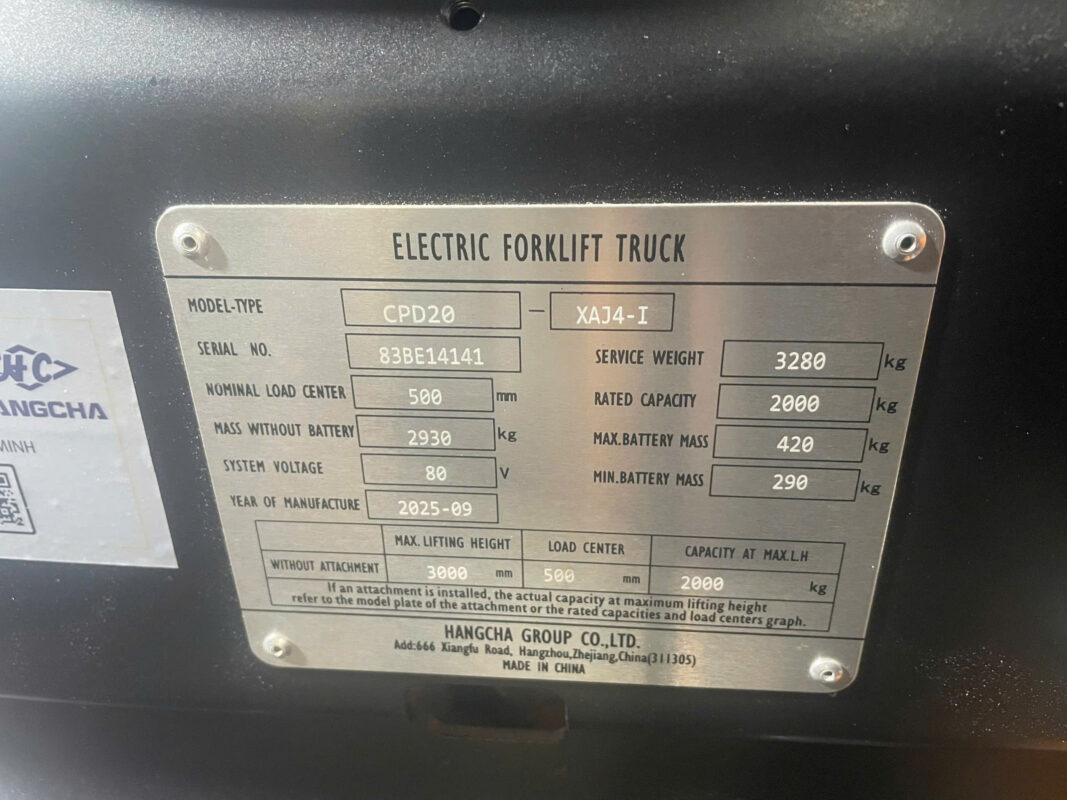 ELECTRIC FORKLIFT TRUCK
MODEL-TYPE CPD20 — XAJ4-I
SERIAL NO. 83BE14141 SERVICE WEIGHT 3280 kg
NOMINAL LOAD CENTER 500 mm RATED CAPACITY 2000 kg
MASS WITHOUT BATTERY 2930 kg MAX.BATTERY MASS 420 kg
SYSTEM VOLTAGE 80 V MIN.BATTERY MASS 290 kg
YEAR OF MANUFACTURE 2025-09
MAX. LIFTING HEIGHT LOAD CENTER CAPACITY AT MAX.L.H
WITHOUT ATTACHMENT 3000 mm 500 mm 2000 kg
If an attachment is installed, the actual capacity at maximum lifting height
refer to the model plate of the attachment or the rated capacities and load centers graph.
HANGCHA GROUP CO.,LTD.
Add:666 Xiangfu Road, Hangzhou,Zhejiang,China(311305)
MADE IN CHINA
HC
ANGCHA
MINH